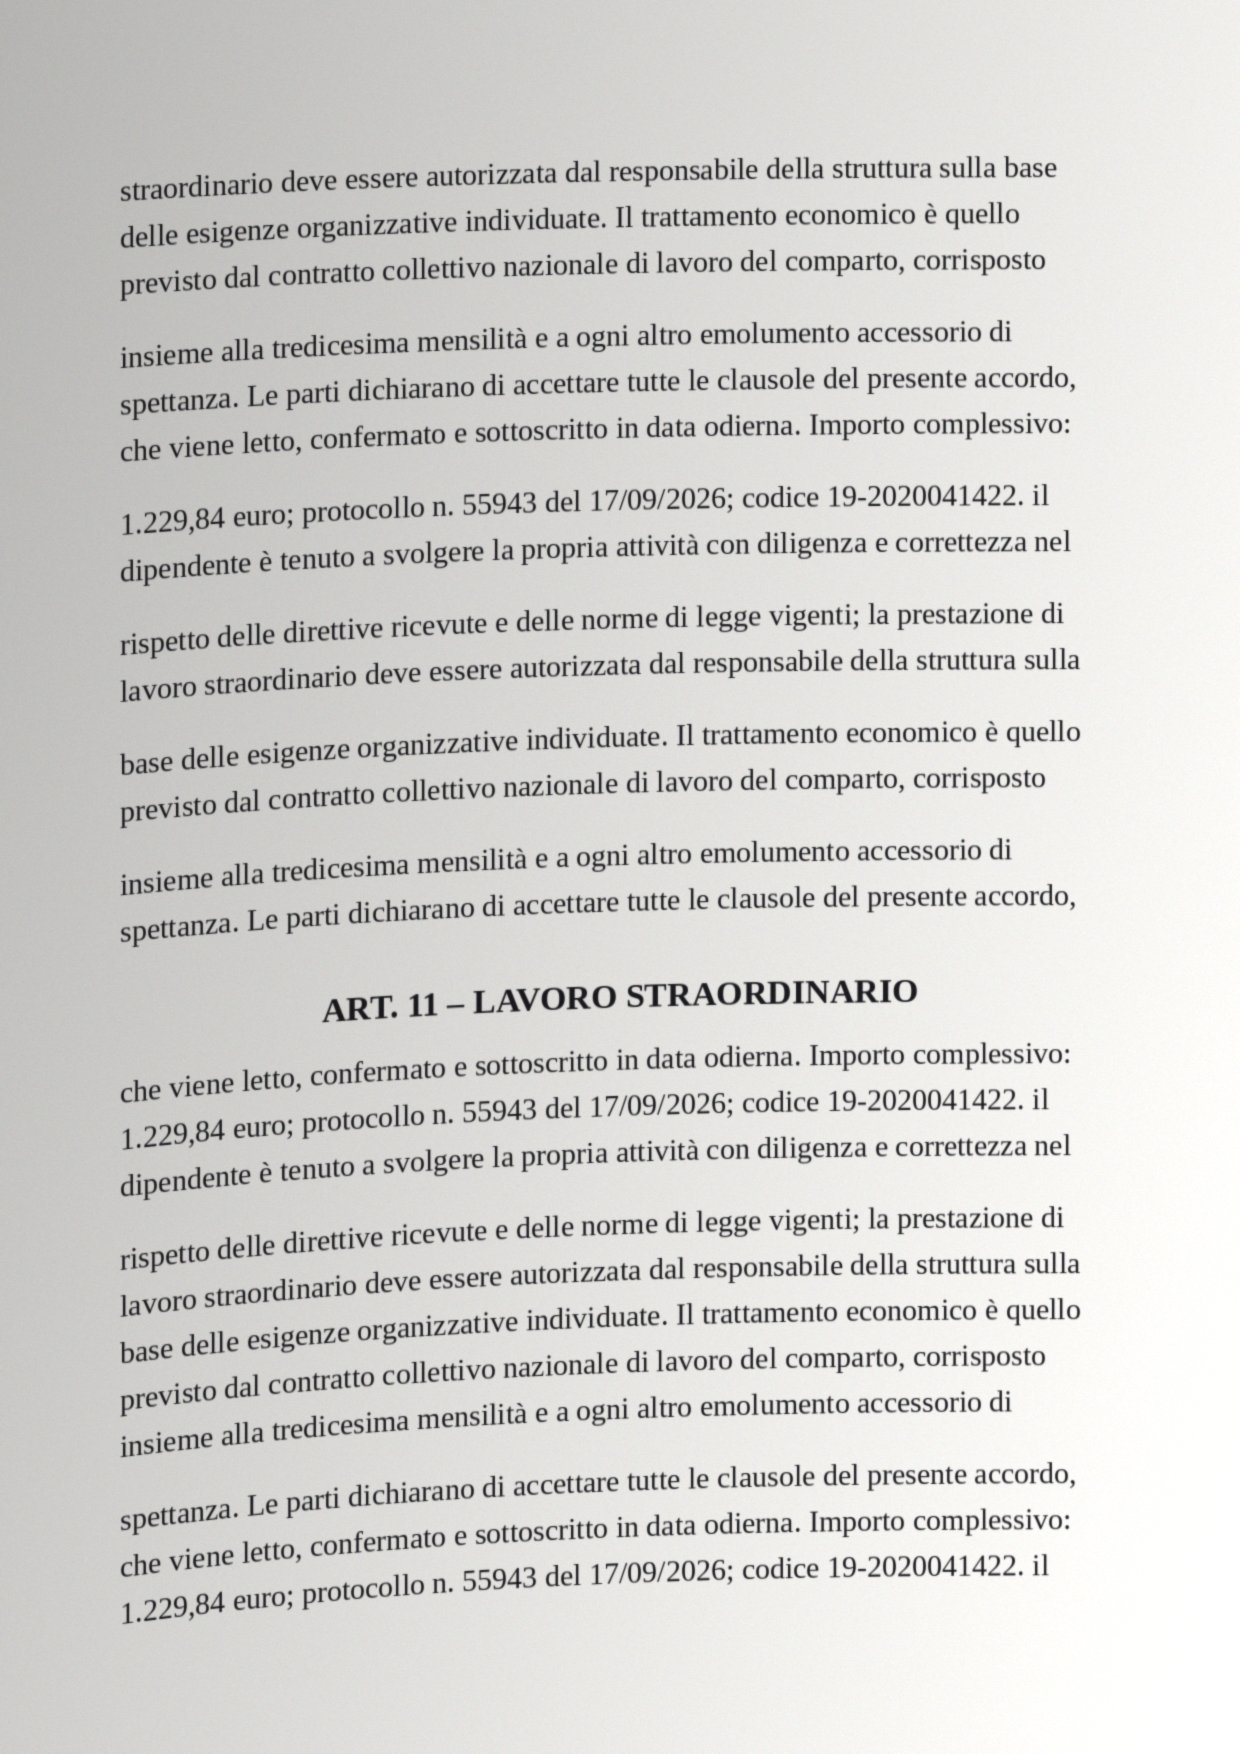 straordinario deve essere autorizzata dal responsabile della struttura sulla base
delle esigenze organizzative individuate. Il trattamento economico è quello
previsto dal contratto collettivo nazionale di lavoro del comparto, corrisposto
insieme alla tredicesima mensilità e a ogni altro emolumento accessorio di
spettanza. Le parti dichiarano di accettare tutte le clausole del presente accordo,
che viene letto, confermato e sottoscritto in data odierna. Importo complessivo:
1.229,84 euro; protocollo n. 55943 del 17/09/2026; codice 19-2020041422. il
dipendente è tenuto a svolgere la propria attività con diligenza e correttezza nel
rispetto delle direttive ricevute e delle norme di legge vigenti; la prestazione di
lavoro straordinario deve essere autorizzata dal responsabile della struttura sulla
base delle esigenze organizzative individuate. Il trattamento economico è quello
previsto dal contratto collettivo nazionale di lavoro del comparto, corrisposto
insieme alla tredicesima mensilità e a ogni altro emolumento accessorio di
spettanza. Le parti dichiarano di accettare tutte le clausole del presente accordo,
ART. 11 – LAVORO STRAORDINARIO
che viene letto, confermato e sottoscritto in data odierna. Importo complessivo:
1.229,84 euro; protocollo n. 55943 del 17/09/2026; codice 19-2020041422. il
dipendente è tenuto a svolgere la propria attività con diligenza e correttezza nel
rispetto delle direttive ricevute e delle norme di legge vigenti; la prestazione di
lavoro straordinario deve essere autorizzata dal responsabile della struttura sulla
base delle esigenze organizzative individuate. Il trattamento economico è quello
previsto dal contratto collettivo nazionale di lavoro del comparto, corrisposto
insieme alla tredicesima mensilità e a ogni altro emolumento accessorio di
spettanza. Le parti dichiarano di accettare tutte le clausole del presente accordo,
che viene letto, confermato e sottoscritto in data odierna. Importo complessivo:
1.229,84 euro; protocollo n. 55943 del 17/09/2026; codice 19-2020041422. il